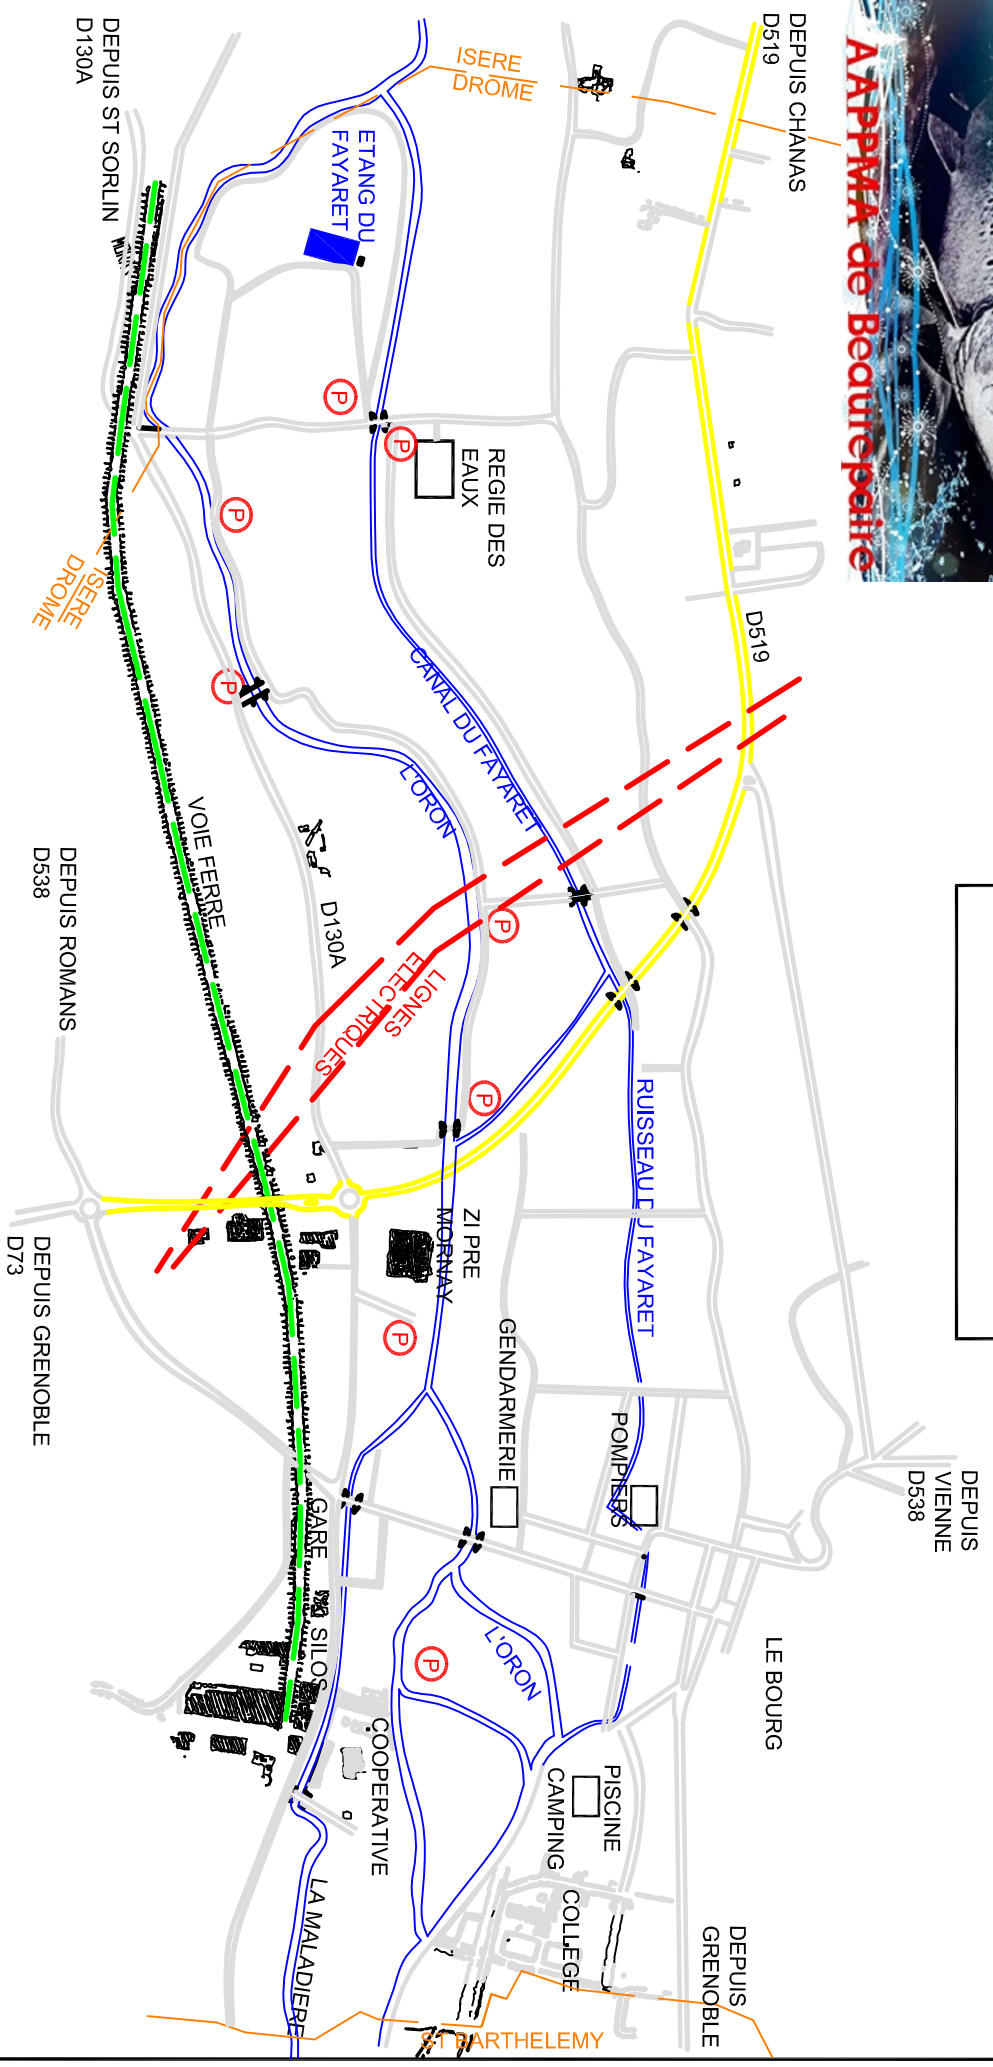 AAPPMA de Beaurepaire
DEPUIS CHANAS
D519
ISERE
DROME
DEPUIS ST SORLIN
D130A
ETANG DU
FAYARET
P
P
REGIE DES
EAUX
P
ISERE
DROME
D519
P
CANAL DU FAYARET
L'ORON
VOIE FERRE
D130A
P
LIGNES
ELECTRIQUES
DEPUIS ROMANS
D538
P
RUISSEAU DU FAYARET
ZI PRE
MORNAY
DEPUIS GRENOBLE
D73
P
GENDARMERIE
POMPIERS
DEPUIS
VIENNE
D538
GARE
SILOS
P
L'ORON
LE BOURG
COOPERATIVE
PISCINE
CAMPING
COLLEGE
LA MALADIERE
DEPUIS
GRENOBLE
ST BARTHELEMY